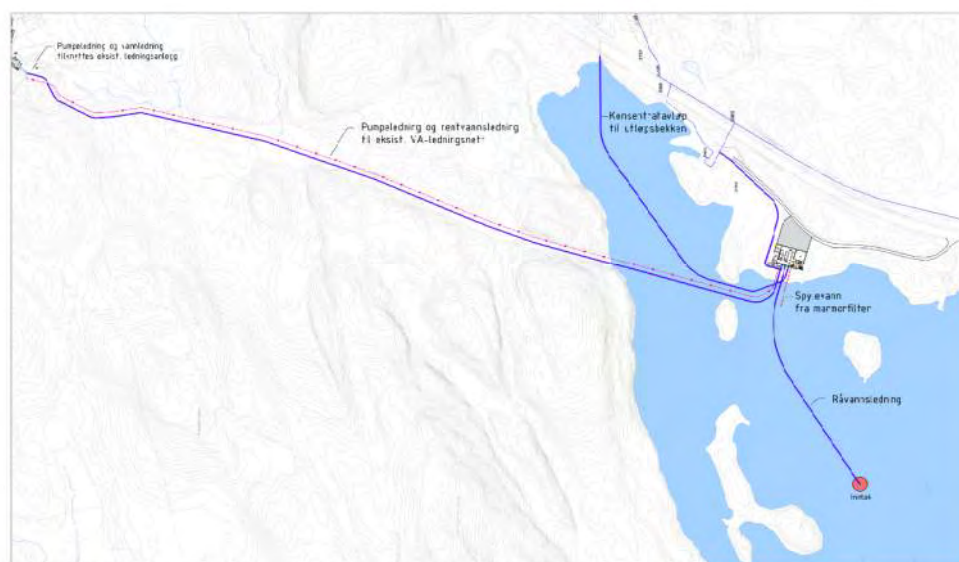 Pumpeledning og vannledning
tilknyttes eksist. ledningsanlegg
Pumpeledning og rentvannsledning
til eksist. VA-ledningsnett
Konsentratavløp
til utløpsbekken
Spylevann
fra marmorfilter
Råvannsledning
Inntak